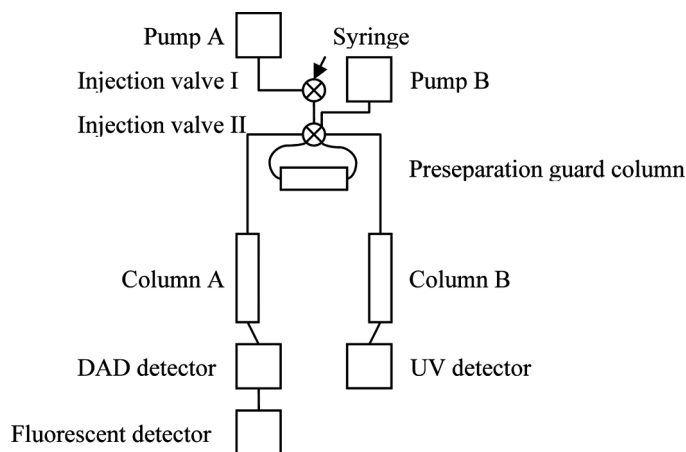 Pump A
Syringe
Injection valve I
Pump B
Injection valve II
Preseparation guard column
Column A
Column B
DAD detector
UV detector
Fluorescent detector